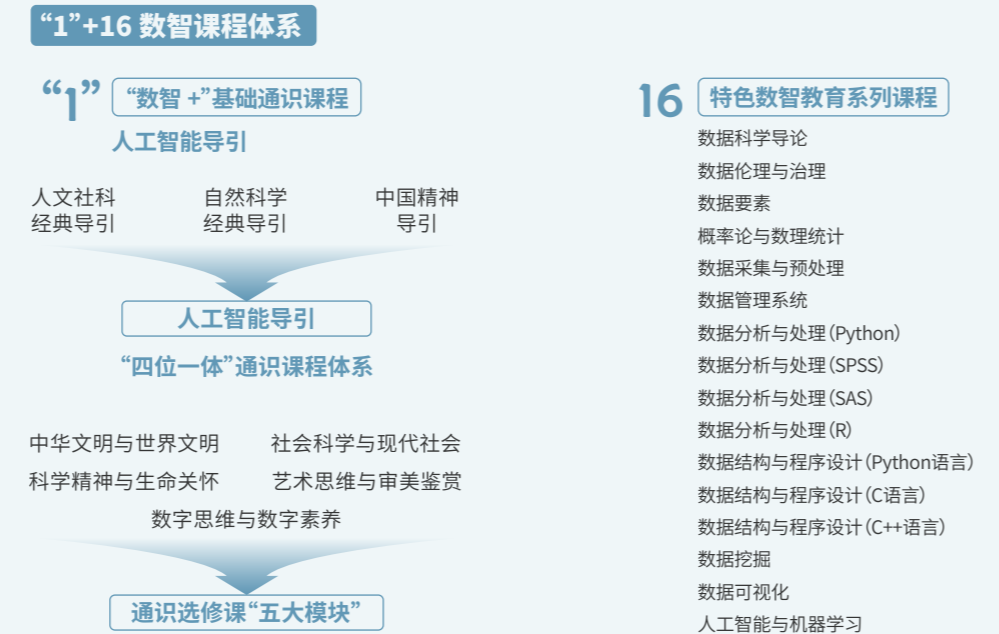 “1”+16 数智课程体系
“1” “数智 +”基础通识课程
人工智能导引
人文社科 自然科学 中国精神
经典导引 经典导引 导引
人工智能导引
“四位一体”通识课程体系
中华文明与世界文明 社会科学与现代社会
科学精神与生命关怀 艺术思维与审美鉴赏
数字思维与数字素养
通识选修课“五大模块”
16 特色数智教育系列课程
数据科学导论
数据伦理与治理
数据要素
概率论与数理统计
数据采集与预处理
数据管理系统
数据分析与处理(Python)
数据分析与处理(SPSS)
数据分析与处理(SAS)
数据分析与处理(R)
数据结构与程序设计(Python语言)
数据结构与程序设计(C语言)
数据结构与程序设计(C++语言)
数据挖掘
数据可视化
人工智能与机器学习